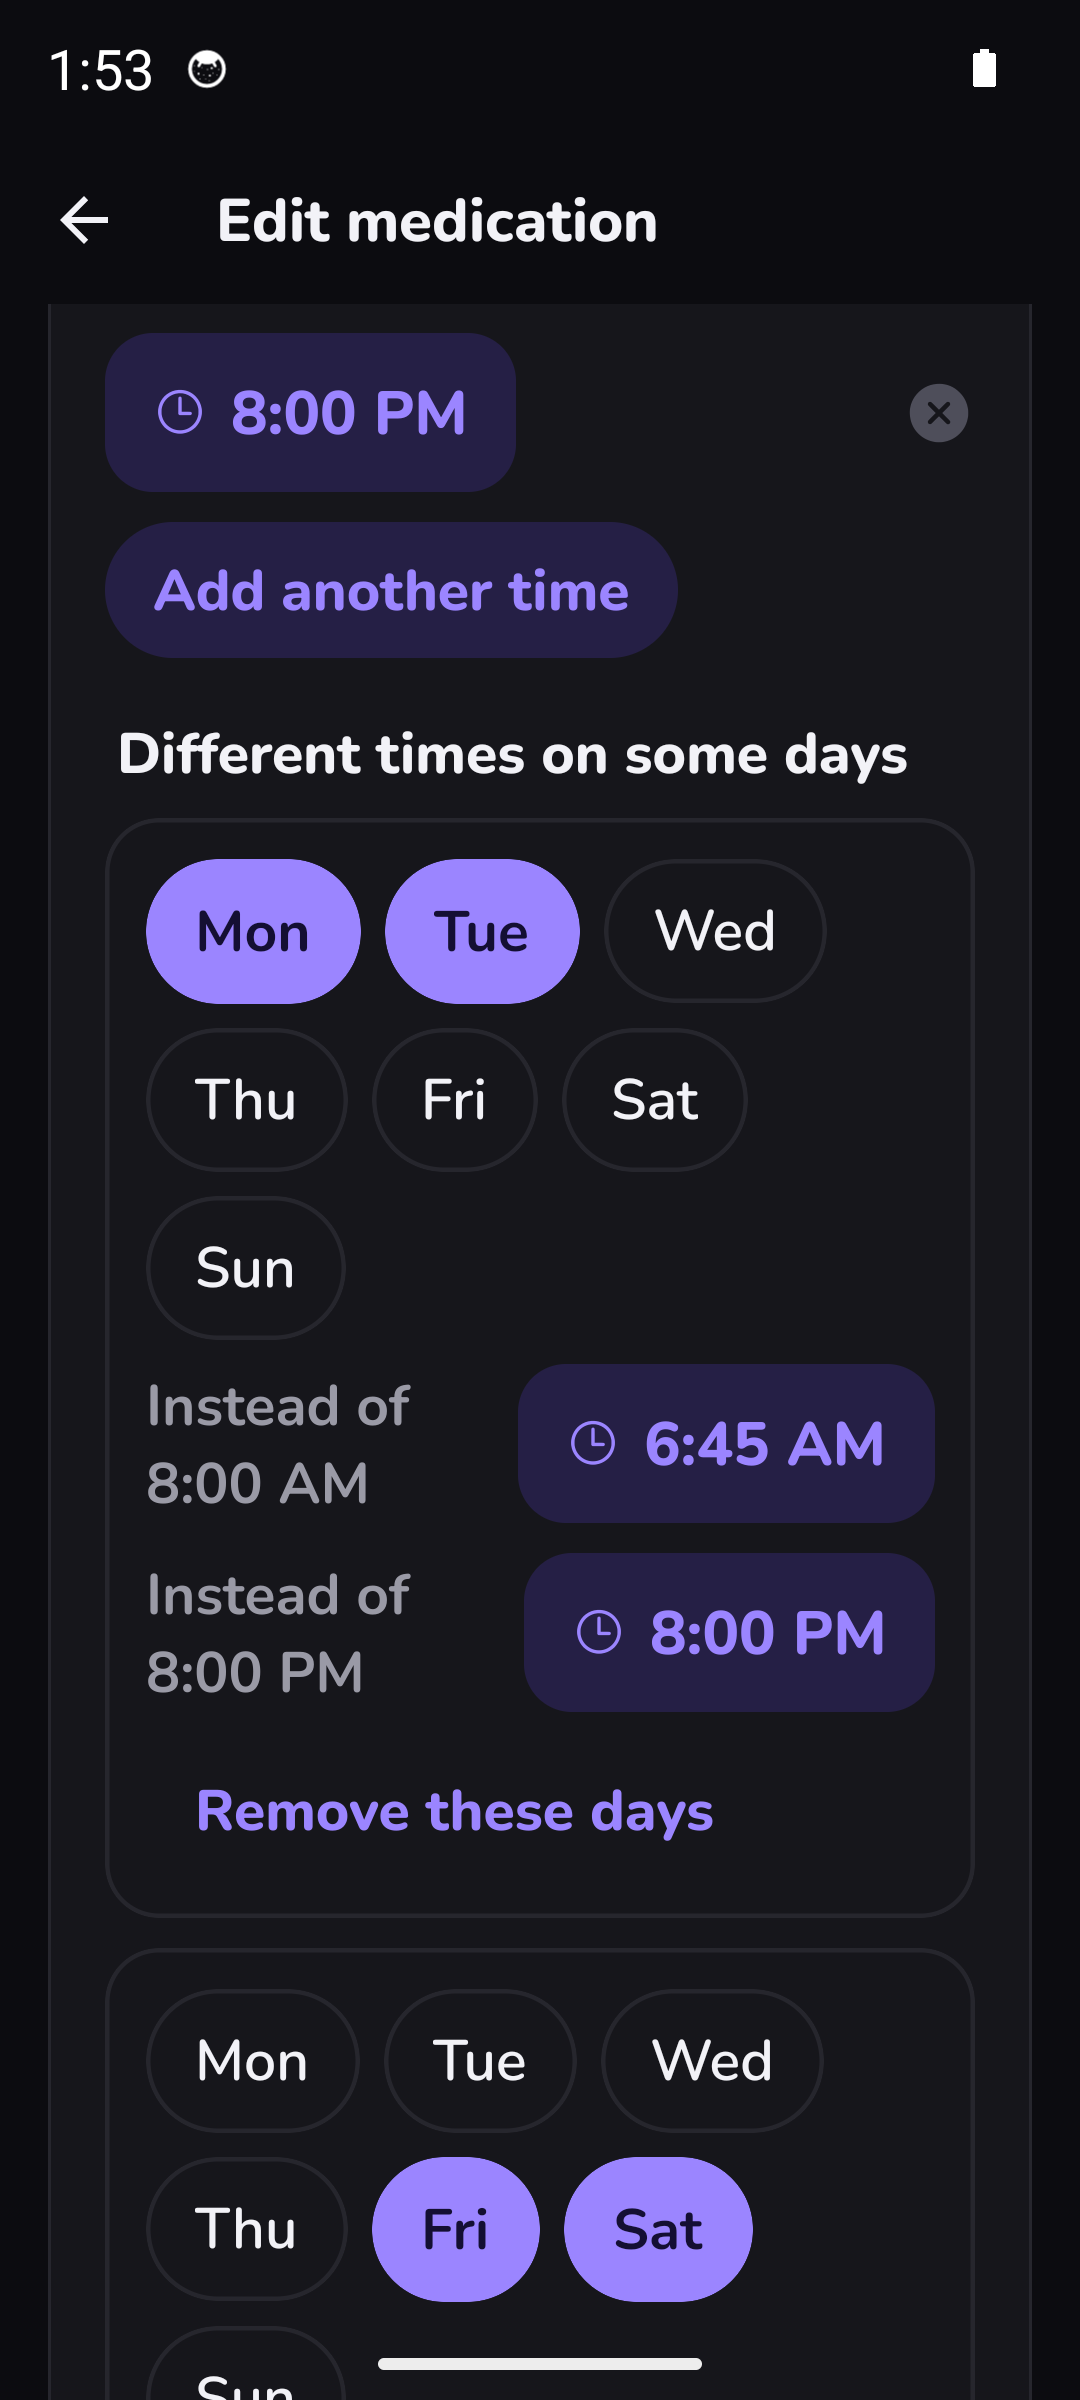 1:53
Edit medication
8:00 PM
Add another time
Different times on some days
Mon Tue Wed
Thu Fri Sat
Sun
Instead of
8:00 AM
6:45 AM
Instead of
8:00 PM
8:00 PM
Remove these days
Mon Tue Wed
Thu Fri Sat
Sun